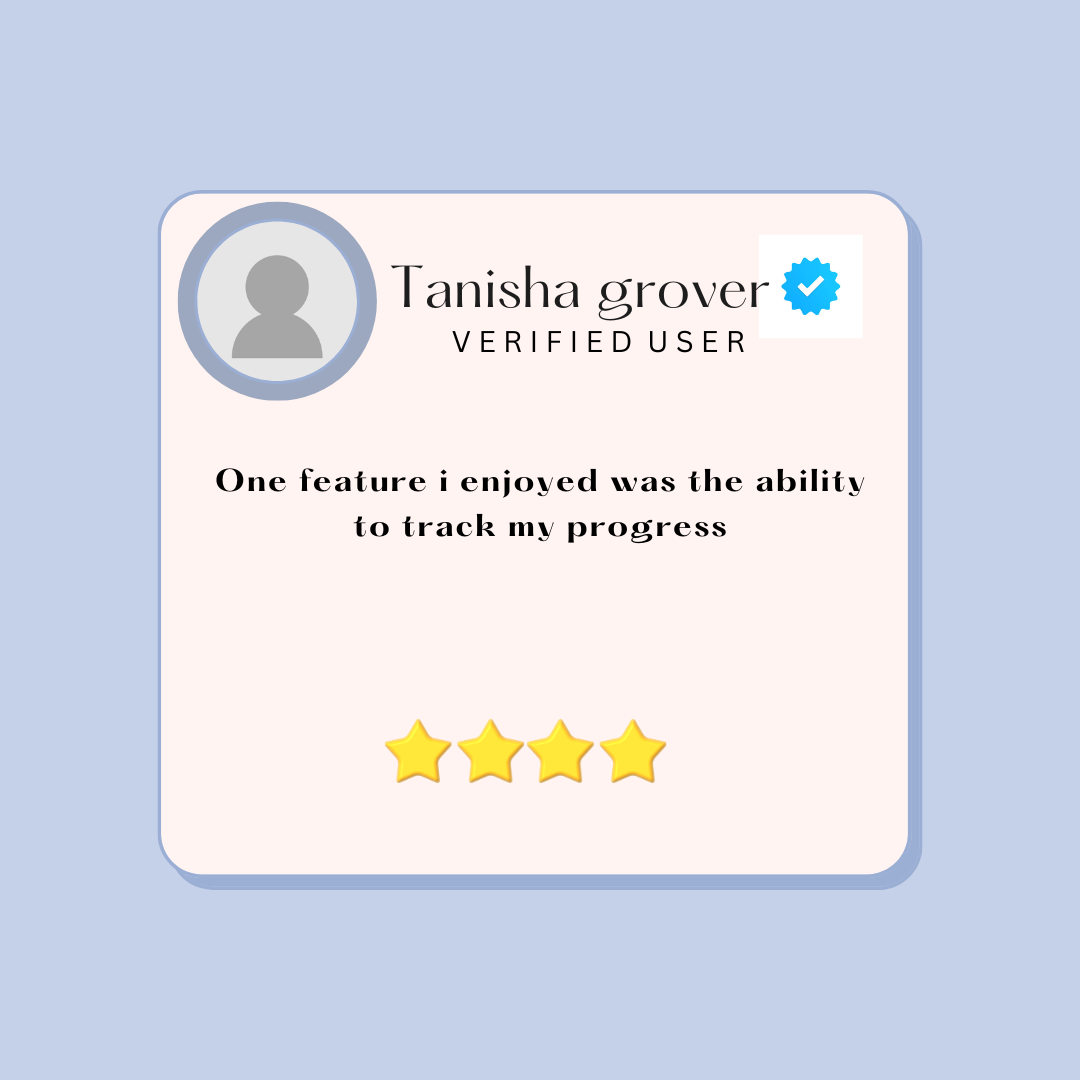 Tanisha grover
VERIFIED USER
One feature i enjoyed was the ability
to track my progress